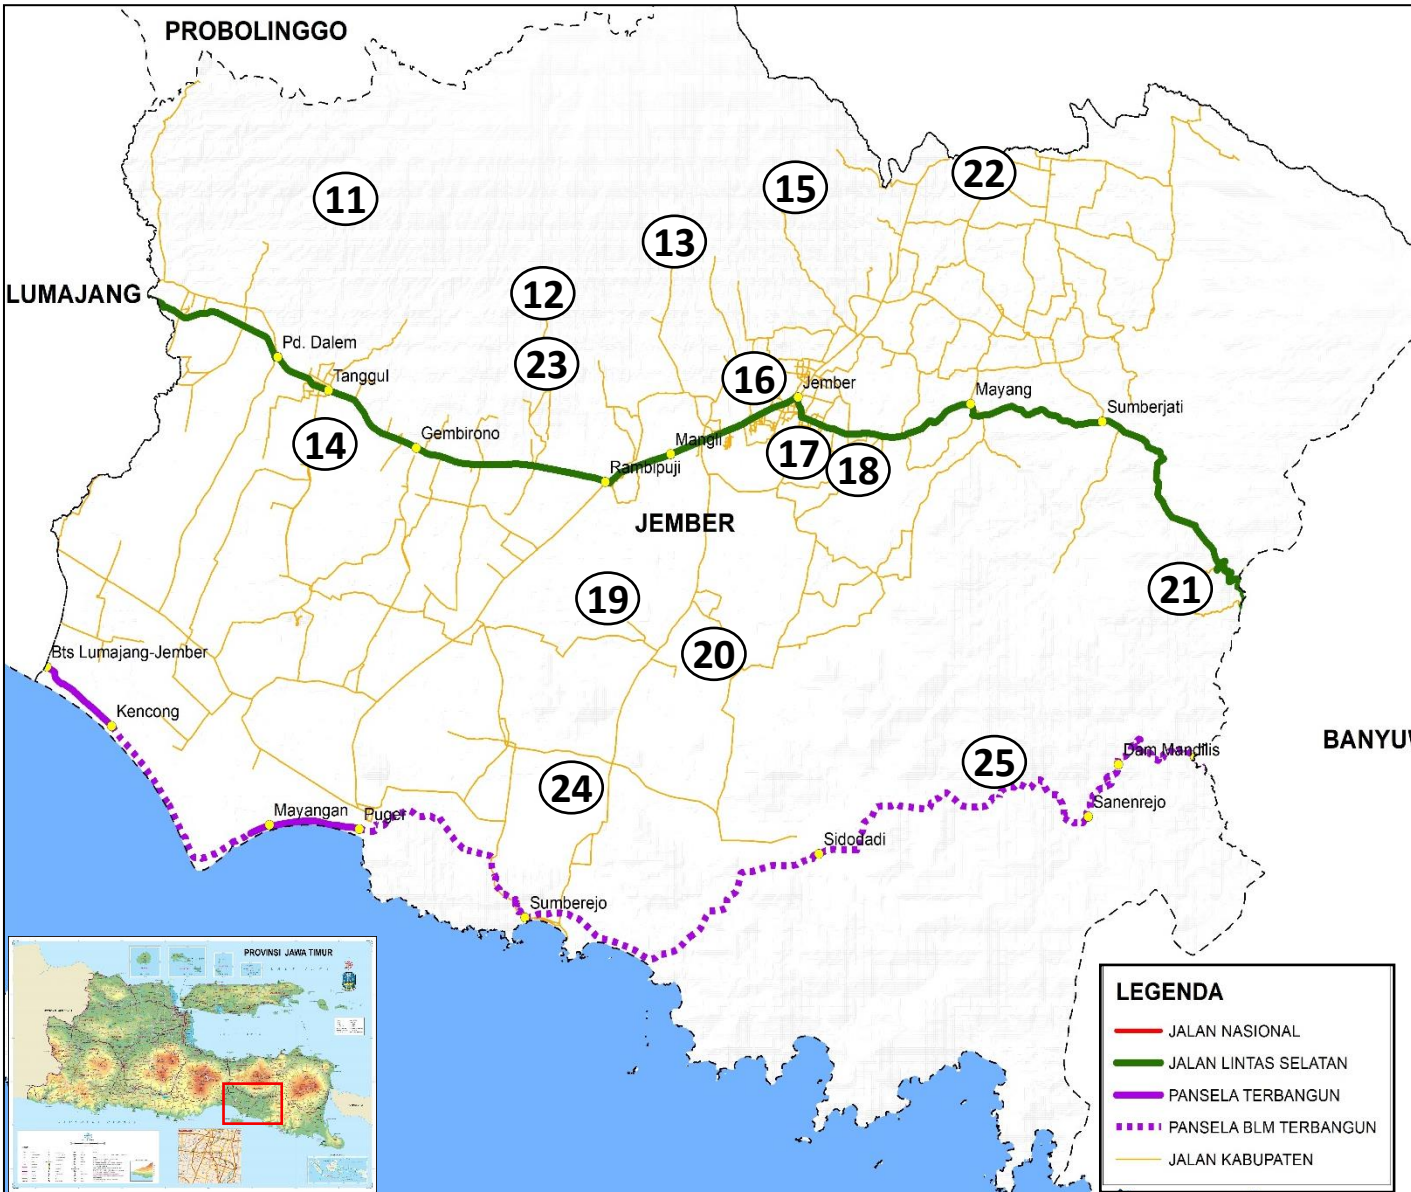 PROBOLINGGO
22
15
11
13
LUMAJANG
12
Pd. Dalem
23
Tanggul
16
Jember
Mayang
Sumberjati
14
Gembirono
Mangli
17
18
Rambipuji
JEMBER
21
19
20
Bts Lumajang-Jember
Kencong
BANYUW
25
Dam Mandilis
24
Mayangan
Puger
Sanenrejo
Sidodadi
Sumberejo
PROVINSI JAWA TIMUR
LEGENDA
JALAN NASIONAL
JALAN LINTAS SELATAN
PANSELA TERBANGUN
PANSELA BLM TERBANGUN
JALAN KABUPATEN